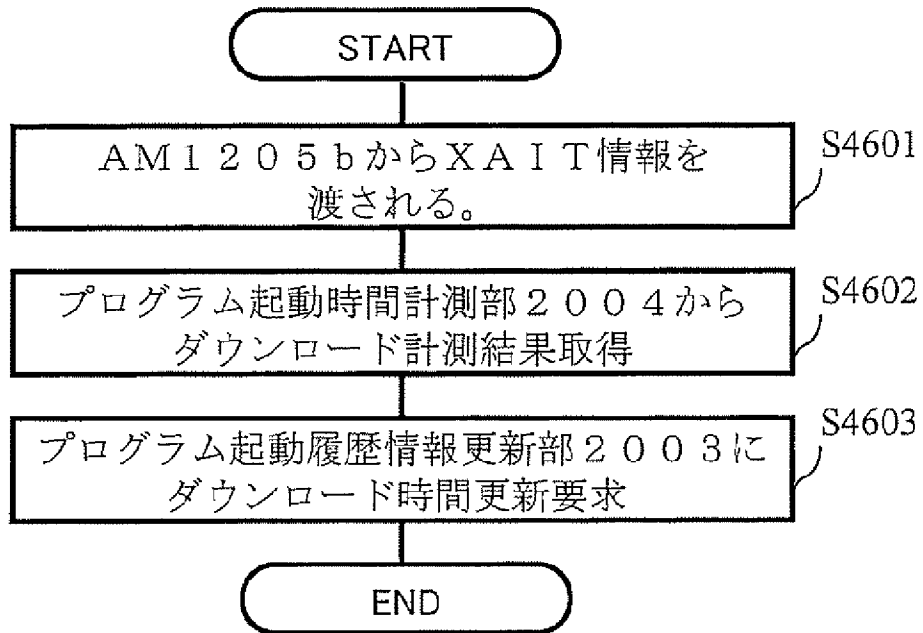 START
AM1205bからXAIT情報を
渡される。
S4601
プログラム起動時間計測部2004から
ダウンロード計測結果取得
S4602
プログラム起動履歴情報更新部2003に
ダウンロード時間更新要求
S4603
END